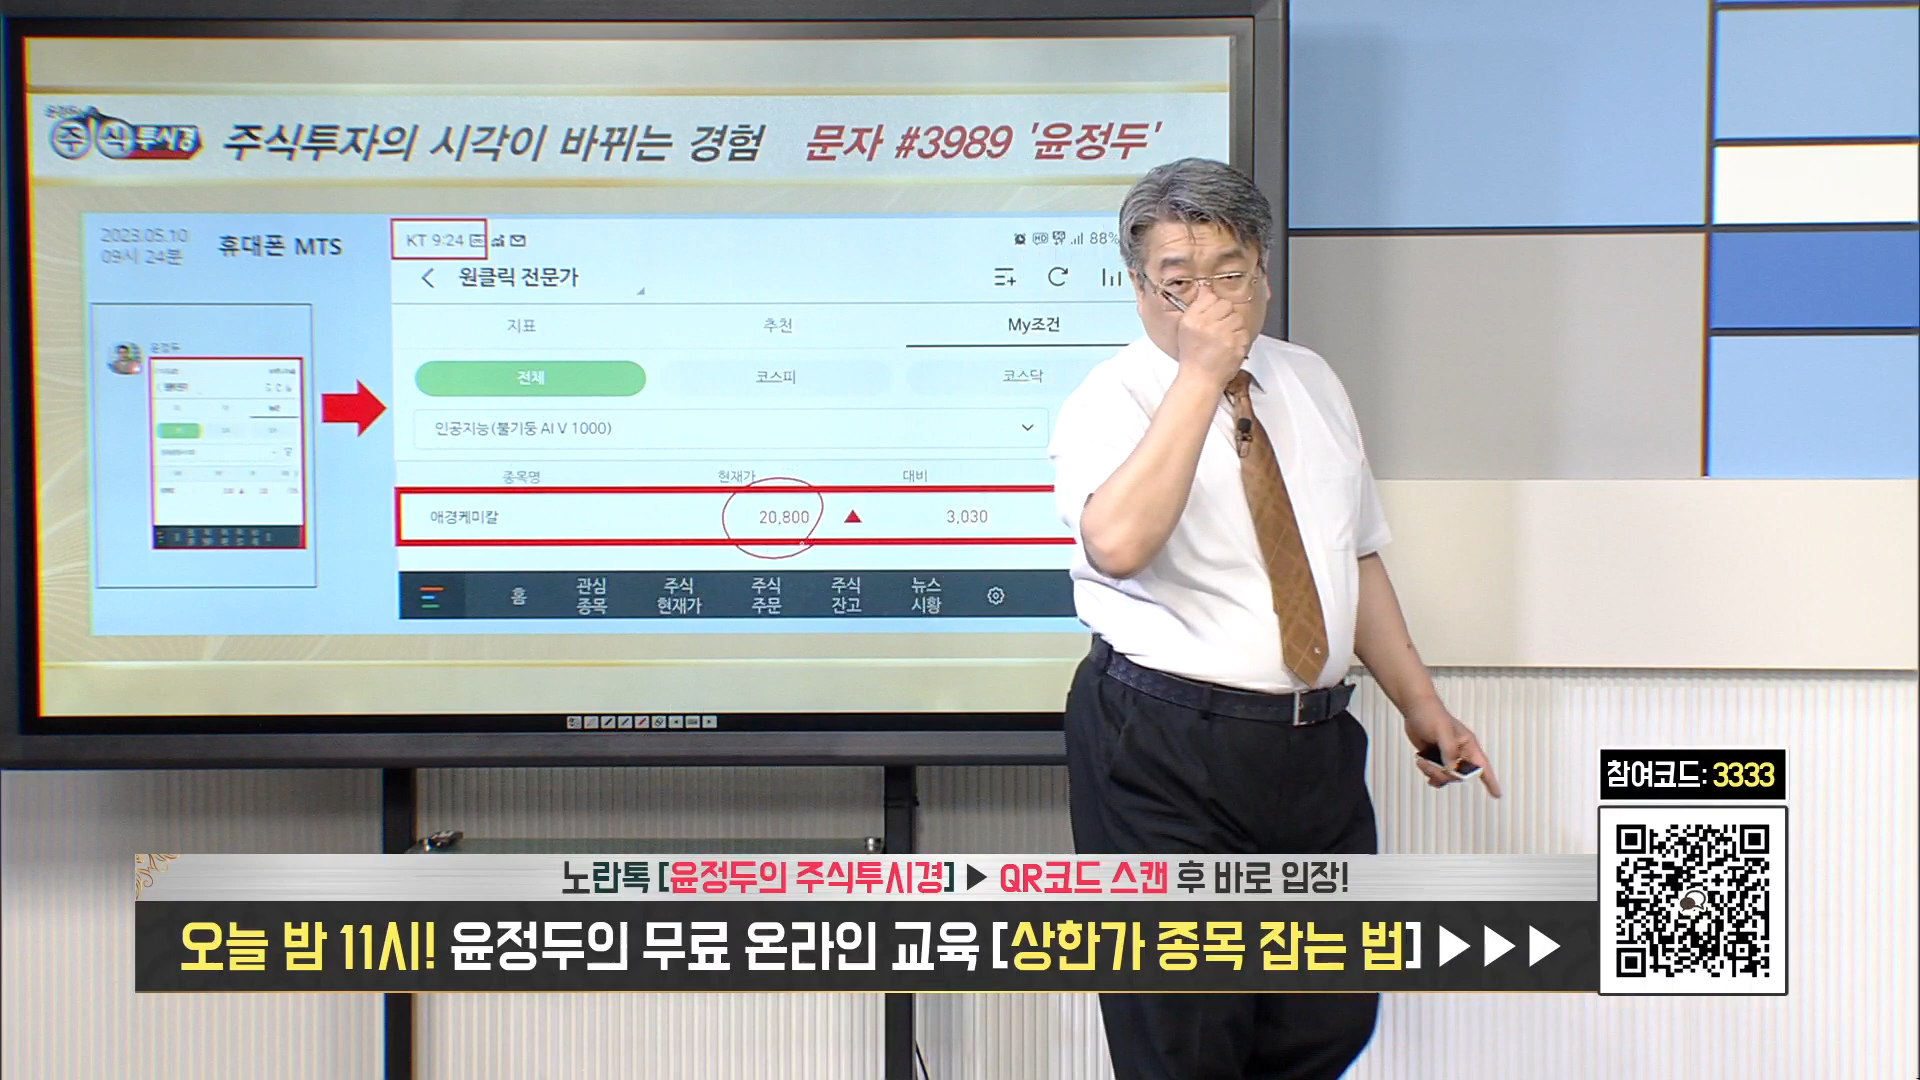 윤정두의
주식투시경 주식투자의 시각이 바뀌는 경험 문자 #3989 '윤정두'
2023.05.10
09시 24분
휴대폰 MTS
KT 9:24
88%
원클릭 전문가
지표 추천 My조건
전체 코스피 코스닥
인공지능(불기둥 AI V 1000)
종목명 현재가 대비
애경케미칼 20,800 ▲ 3,030
홈 관심종목 주식현재가 주식주문 주식잔고 뉴스시황
윤정두
참여코드: 3333
노란톡 [윤정두의 주식투시경] ▶ QR코드 스캔 후 바로 입장!
오늘 밤 11시! 윤정두의 무료 온라인 교육 [상한가 종목 잡는 법] ▶▶▶